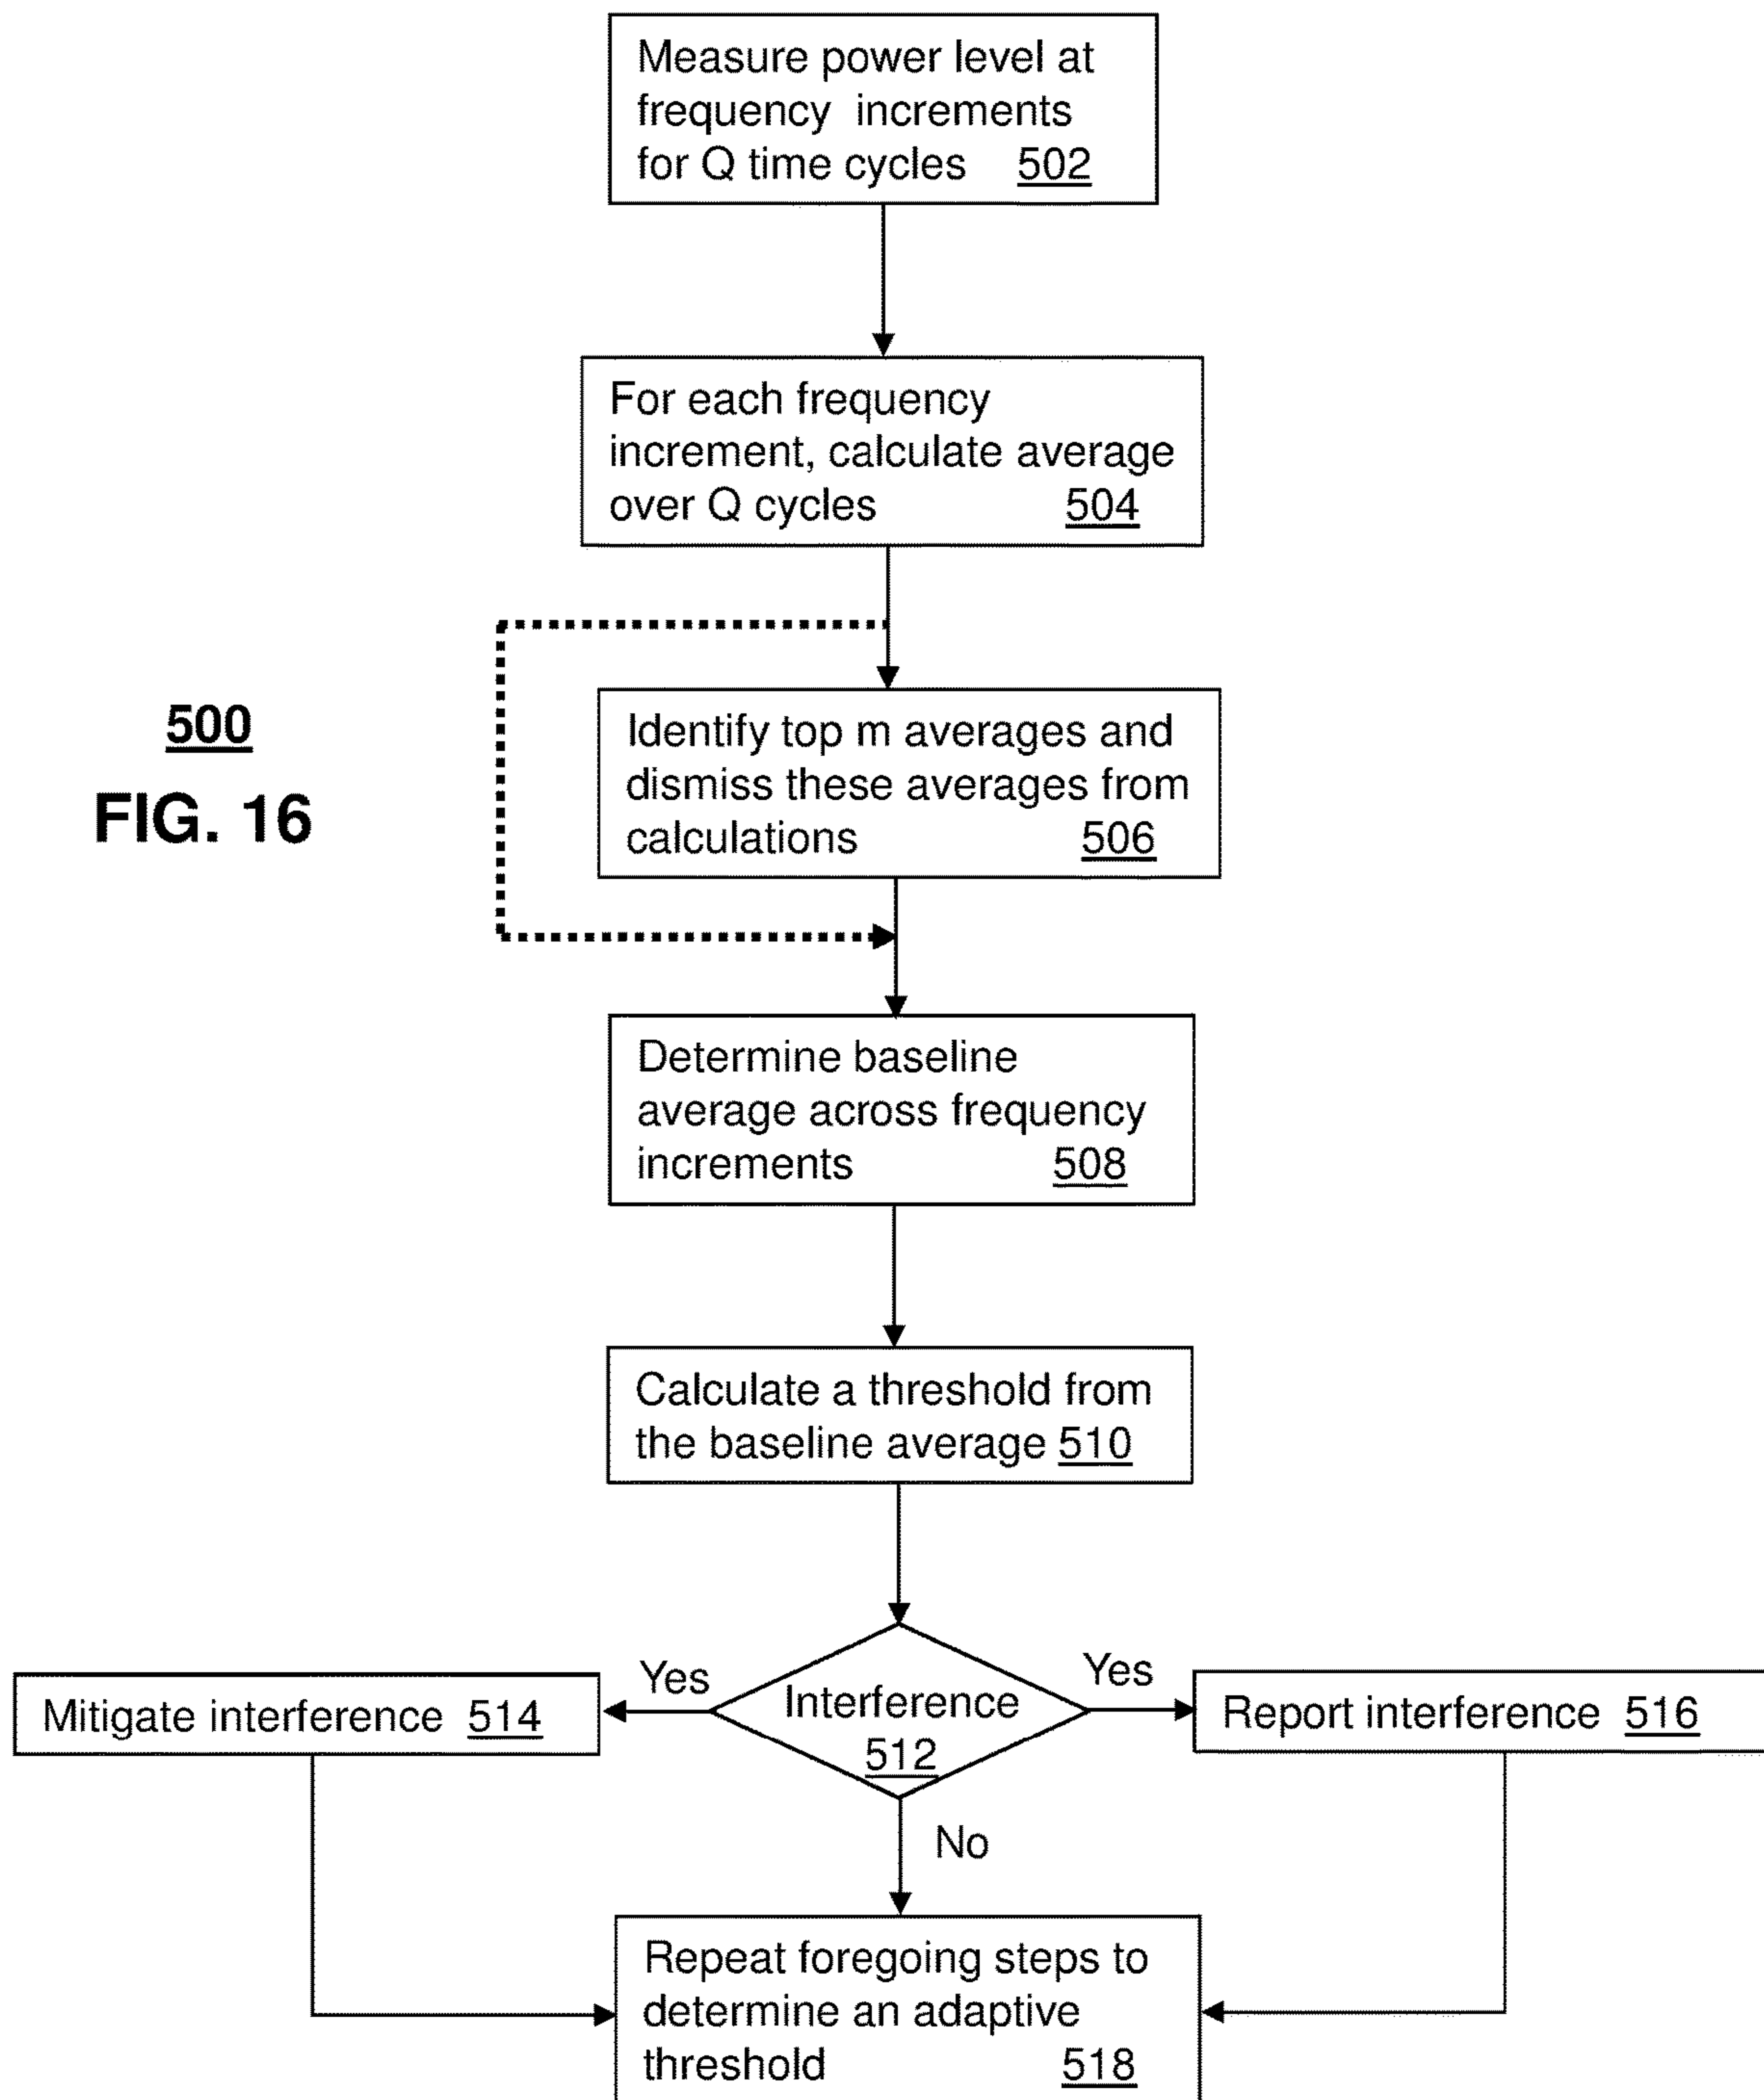 Measure power level at
frequency increments
for Q time cycles 502
For each frequency
increment, calculate average
over Q cycles 504
500
FIG. 16
Identify top m averages and
dismiss these averages from
calculations 506
Determine baseline
average across frequency
increments 508
Calculate a threshold from
the baseline average 510
Yes
Yes
Mitigate interference 514
Interference
512
Report interference 516
No
Repeat foregoing steps to
determine an adaptive
threshold 518